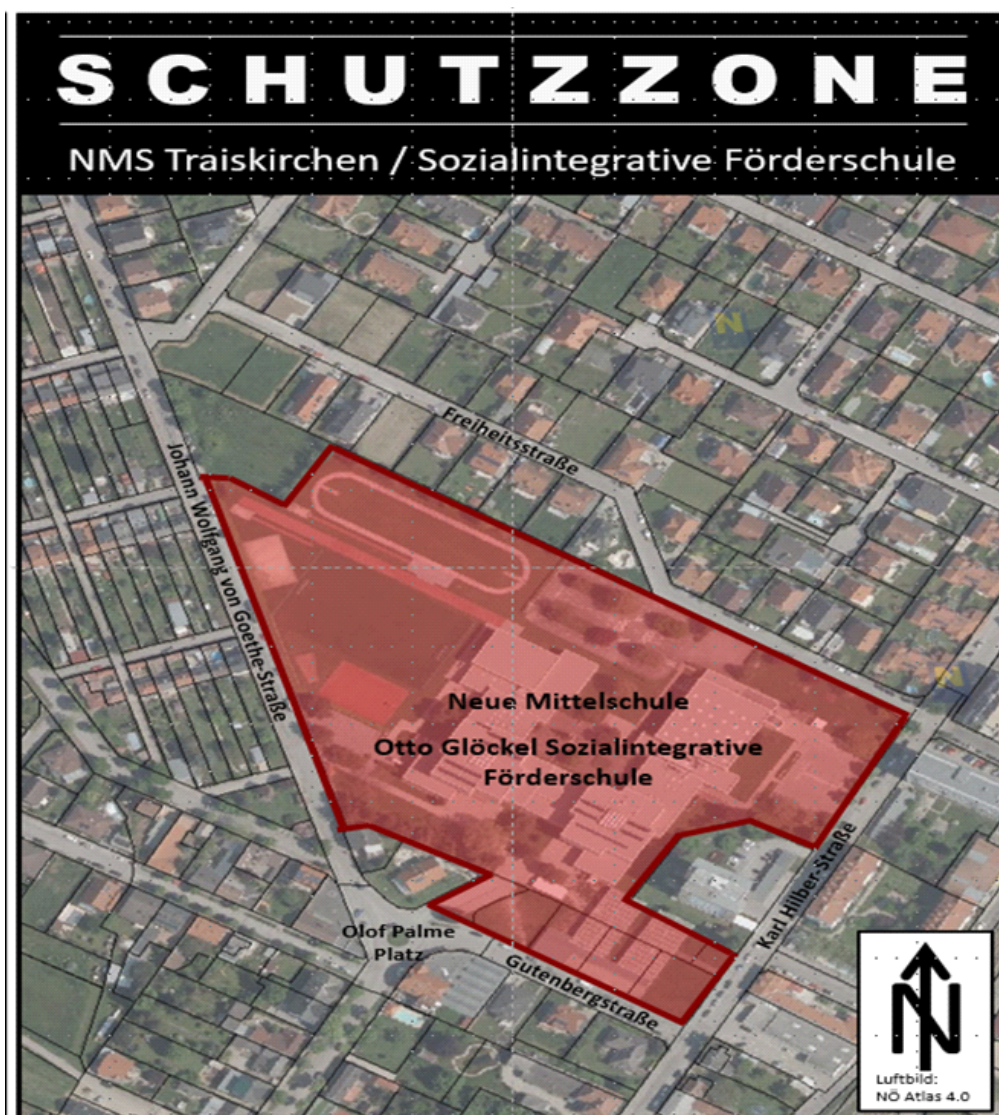 SCHUTZZONE
NMS Traiskirchen / Sozialintegrative Förderschule
Freiheitsstraße
Johann Wolfgang von Goethe-Straße
Neue Mittelschule
Otto Glöckel Sozialintegrative
Förderschule
Karl Hilber-Straße
Olof Palme
Platz
Gutenbergstraße
N
Luftbild:
NÖ Atlas 4.0